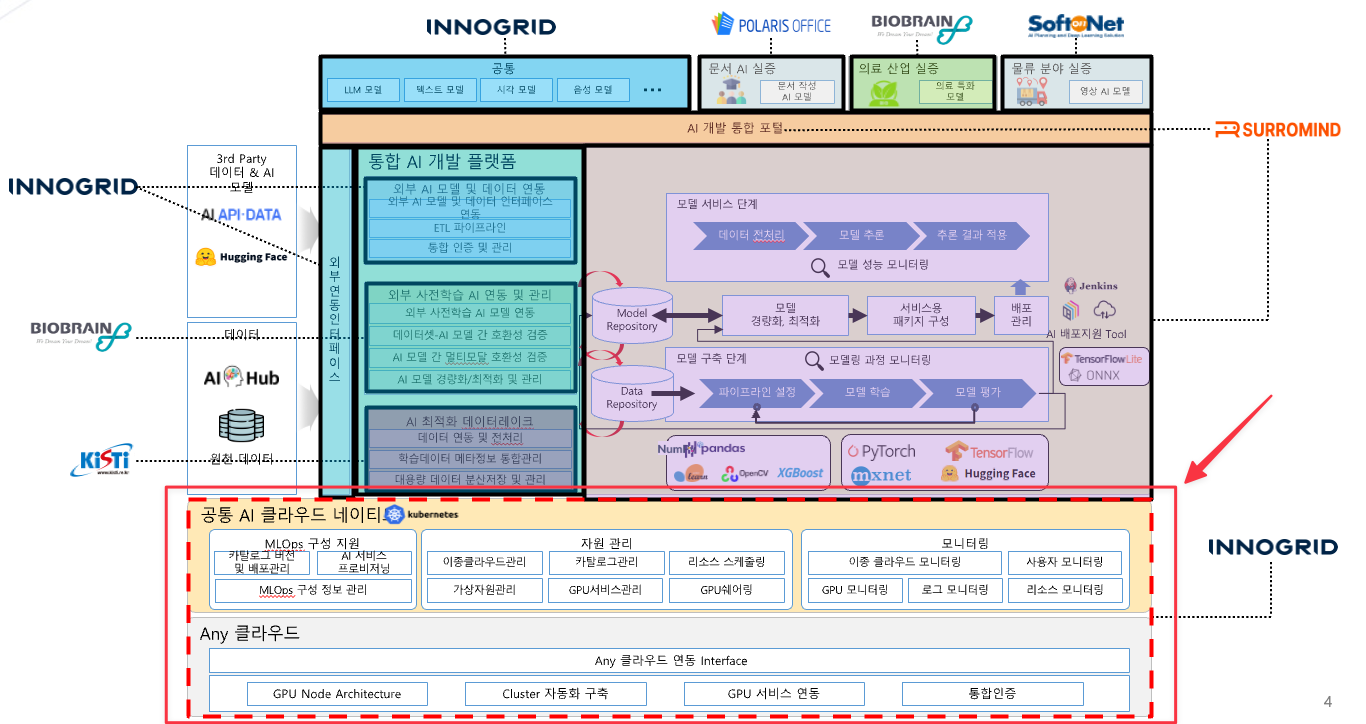 INNOGRID
POLARIS OFFICE
BIOBRAIN
We Dream Your Dream!
SoftOnNet
AI Planning and Deep Learning Solution
공통
LLM 모델
텍스트 모델
시각 모델
음성 모델
...
문서 AI 실증
문서 작성
AI 모델
의료 산업 실증
의료 특화
모델
물류 분야 실증
영상 AI 모델
AI 개발 통합 포털
SURROMIND
INNOGRID
3rd Party
데이터 & AI
모델
AI API·DATA
Hugging Face
외부연동인터페이스
통합 AI 개발 플랫폼
외부 AI 모델 및 데이터 연동
외부 AI 모델 및 데이터 인터페이스
연동
ETL 파이프라인
통합 인증 및 관리
외부 사전학습 AI 연동 및 관리
외부 사전학습 AI 모델 연동
데이터셋-AI 모델 간 호환성 검증
AI 모델 간 멀티모달 호환성 검증
AI 모델 경량화/최적화 및 관리
AI 최적화 데이터레이크
데이터 연동 및 전처리
학습데이터 메타정보 통합관리
대용량 데이터 분산저장 및 관리
BIOBRAIN
We Dream Your Dream!
데이터
AI Hub
원천 데이터
KiSTi
www.kisti.re.kr
모델 서비스 단계
데이터 전처리
모델 추론
추론 결과 적용
모델 성능 모니터링
Model
Repository
모델
경량화, 최적화
서비스용
패키지 구성
배포
관리
Jenkins
AI 배포지원 Tool
TensorFlowLite
ONNX
모델 구축 단계
모델링 과정 모니터링
Data
Repository
파이프라인 설정
모델 학습
모델 평가
pandas
learn
OpenCV
XGBoost
PyTorch
TensorFlow
mxnet
Hugging Face
공통 AI 클라우드 네이티
kubernetes
MLOps 구성 지원
카탈로그 버전
및 배포관리
AI 서비스
프로비저닝
MLOps 구성 정보 관리
자원 관리
이종클라우드관리
카탈로그관리
리소스 스케줄링
가상자원관리
GPU서비스관리
GPU쉐어링
모니터링
이종 클라우드 모니터링
사용자 모니터링
GPU 모니터링
로그 모니터링
리소스 모니터링
INNOGRID
Any 클라우드
Any 클라우드 연동 Interface
GPU Node Architecture
Cluster 자동화 구축
GPU 서비스 연동
통합인증
4